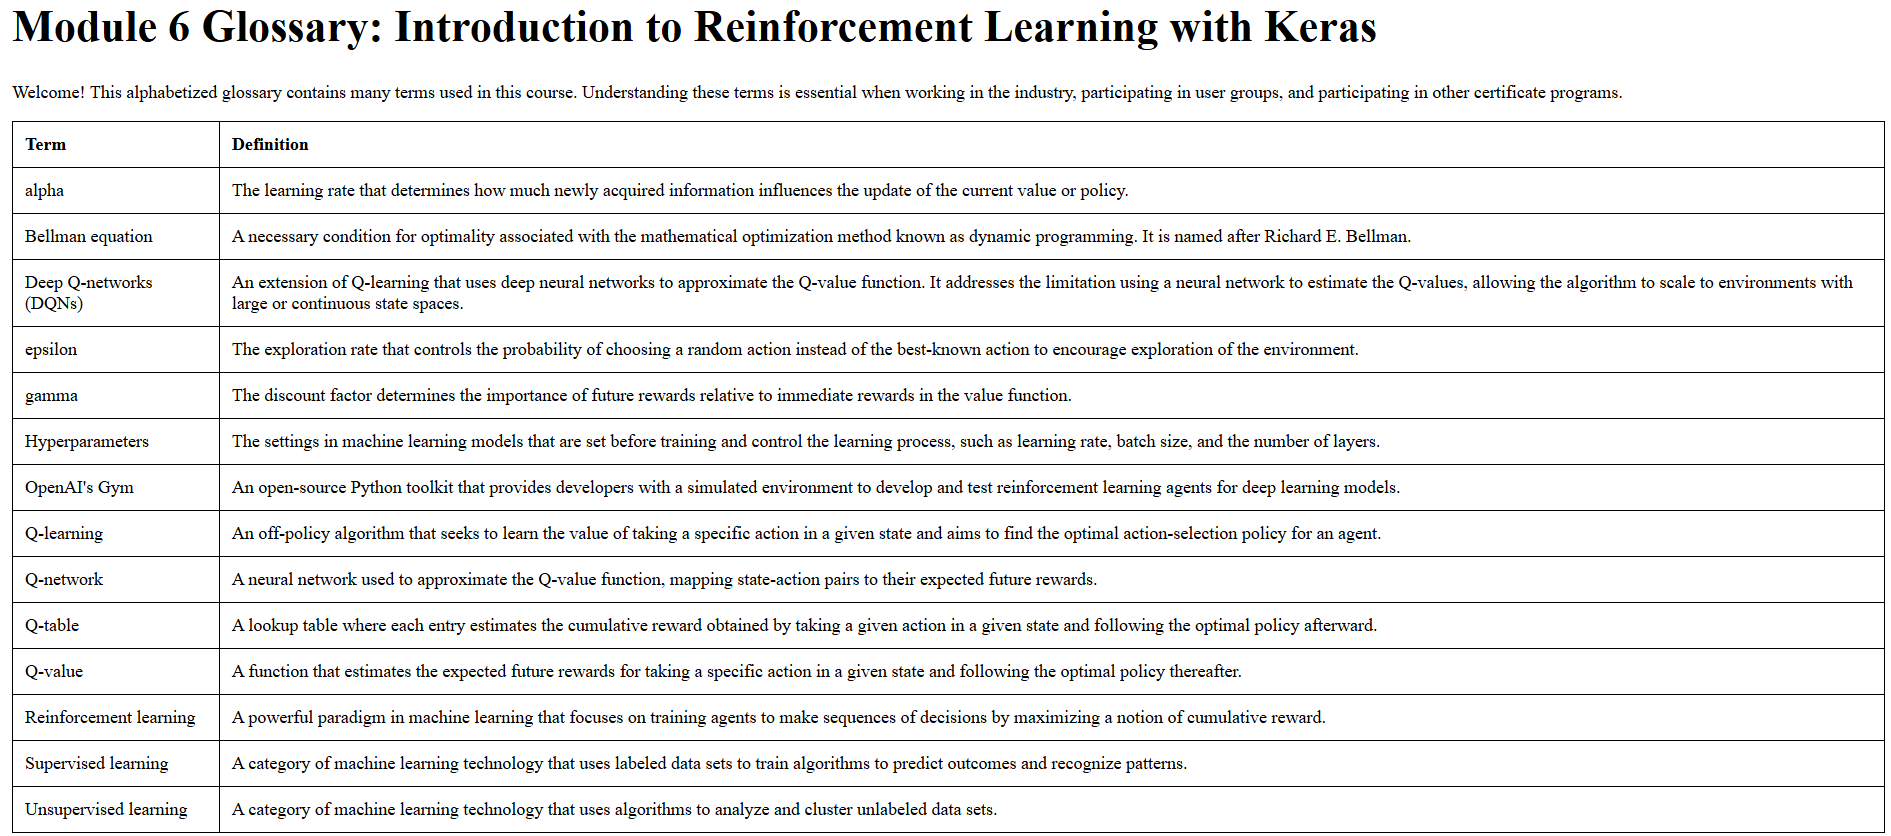 Module 6 Glossary: Introduction to Reinforcement Learning with Keras
Welcome! This alphabetized glossary contains many terms used in this course. Understanding these terms is essential when working in the industry, participating in user groups, and participating in other certificate programs.
Term Definition
alpha The learning rate that determines how much newly acquired information influences the update of the current value or policy.
Bellman equation A necessary condition for optimality associated with the mathematical optimization method known as dynamic programming. It is named after Richard E. Bellman.
Deep Q-networks An extension of Q-learning that uses deep neural networks to approximate the Q-value function. It addresses the limitation using a neural network to estimate the Q-values, allowing the algorithm to scale to environments with
(DQNs) large or continuous state spaces.
epsilon The exploration rate that controls the probability of choosing a random action instead of the best-known action to encourage exploration of the environment.
gamma The discount factor determines the importance of future rewards relative to immediate rewards in the value function.
Hyperparameters The settings in machine learning models that are set before training and control the learning process, such as learning rate, batch size, and the number of layers.
OpenAI's Gym An open-source Python toolkit that provides developers with a simulated environment to develop and test reinforcement learning agents for deep learning models.
Q-learning An off-policy algorithm that seeks to learn the value of taking a specific action in a given state and aims to find the optimal action-selection policy for an agent.
Q-network A neural network used to approximate the Q-value function, mapping state-action pairs to their expected future rewards.
Q-table A lookup table where each entry estimates the cumulative reward obtained by taking a given action in a given state and following the optimal policy afterward.
Q-value A function that estimates the expected future rewards for taking a specific action in a given state and following the optimal policy thereafter.
Reinforcement learning A powerful paradigm in machine learning that focuses on training agents to make sequences of decisions by maximizing a notion of cumulative reward.
Supervised learning A category of machine learning technology that uses labeled data sets to train algorithms to predict outcomes and recognize patterns.
Unsupervised learning A category of machine learning technology that uses algorithms to analyze and cluster unlabeled data sets.